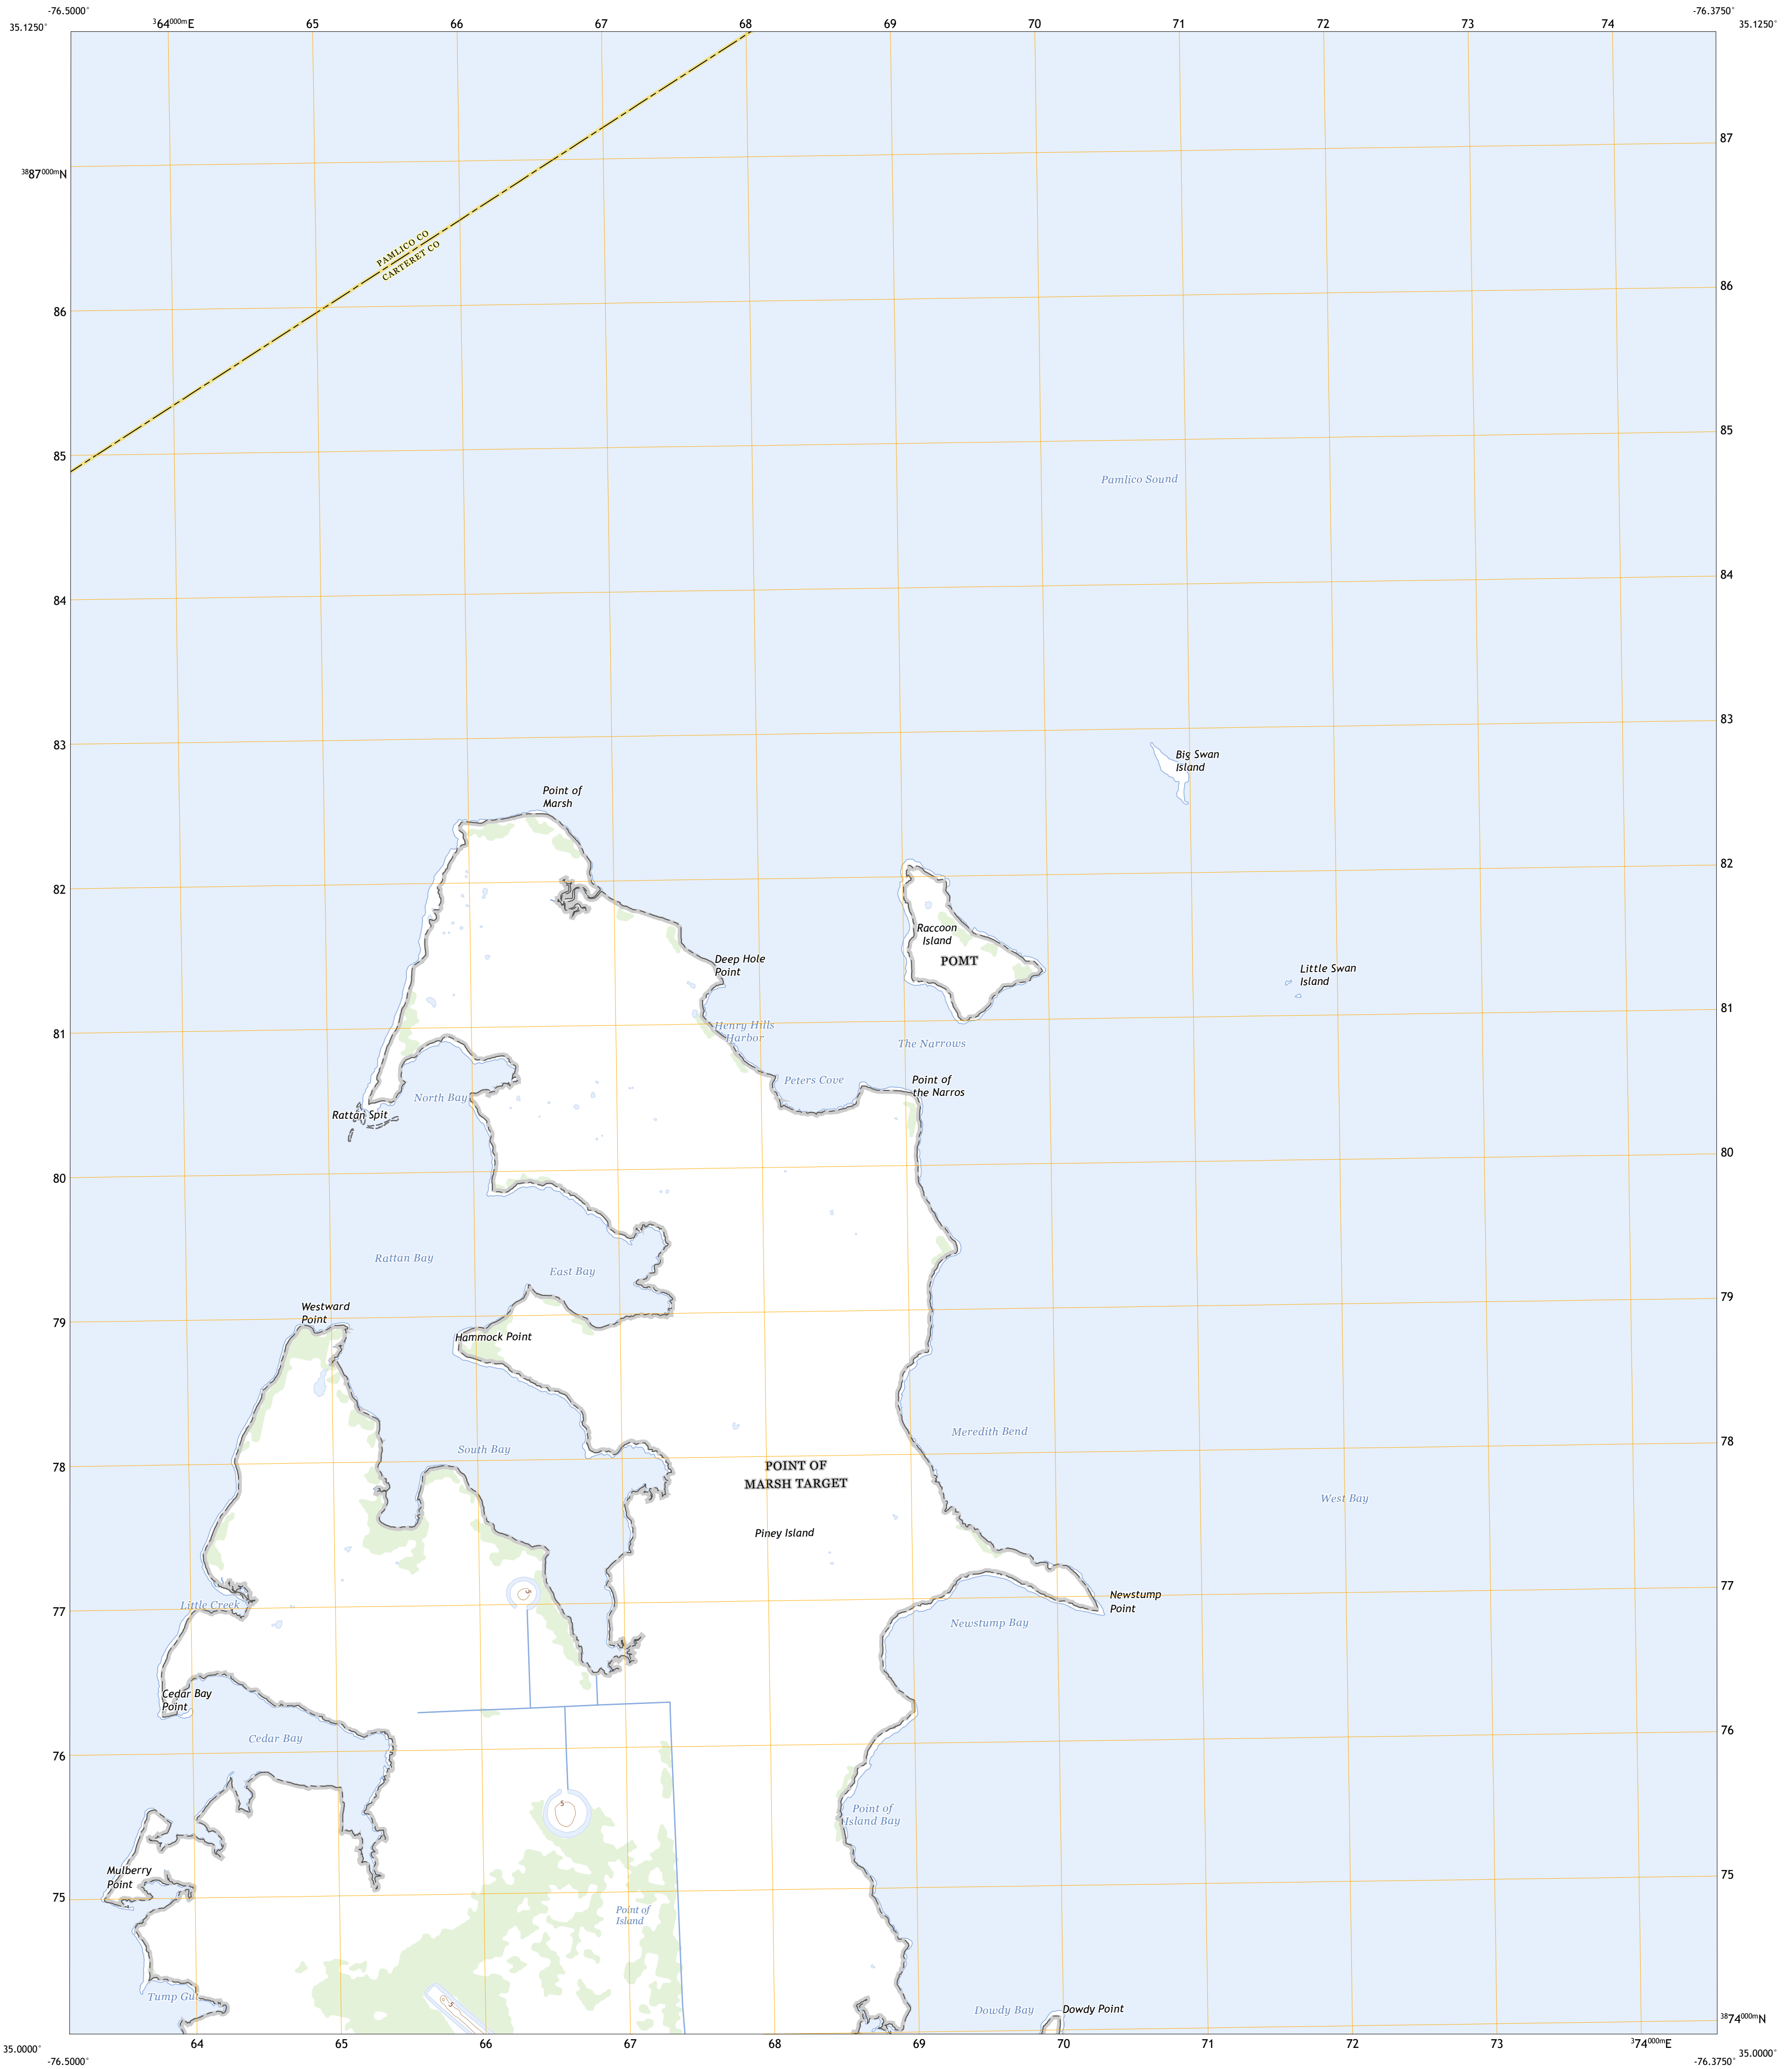 -76.5000°
-76.3750°
35.1250°
³64⁰⁰⁰ᵐE
65
66
67
68
69
70
71
72
73
74
35.1250°
87
³⁸87⁰⁰⁰ᵐN
PAMLICO CO
CARTERET CO
86
86
85
85
Pamlico Sound
84
84
83
83
Big Swan
Island
Point of
Marsh
82
82
Raccoon
Island
POMT
Deep Hole
Point
Little Swan
Island
81
81
Henry Hills
Harbor
The Narrows
Peters Cove
Point of
the Narros
North Bay
Rattan Spit
80
80
Rattan Bay
East Bay
79
79
Westward
Point
Hammock Point
Meredith Bend
78
78
South Bay
POINT OF
MARSH TARGET
West Bay
Piney Island
5
77
77
Little Creek
Newstump
Point
Newstump Bay
Cedar Bay
Point
Cedar Bay
76
76
5
Point of
Island Bay
Mulberry
Point
75
75
Point of
Island
Tump Gut
5
Dowdy Bay
Dowdy Point
³⁸74⁰⁰⁰ᵐN
35.0000°
64
65
66
67
68
69
70
71
72
73
³74⁰⁰⁰ᵐE
35.0000°
-76.5000°
-76.3750°